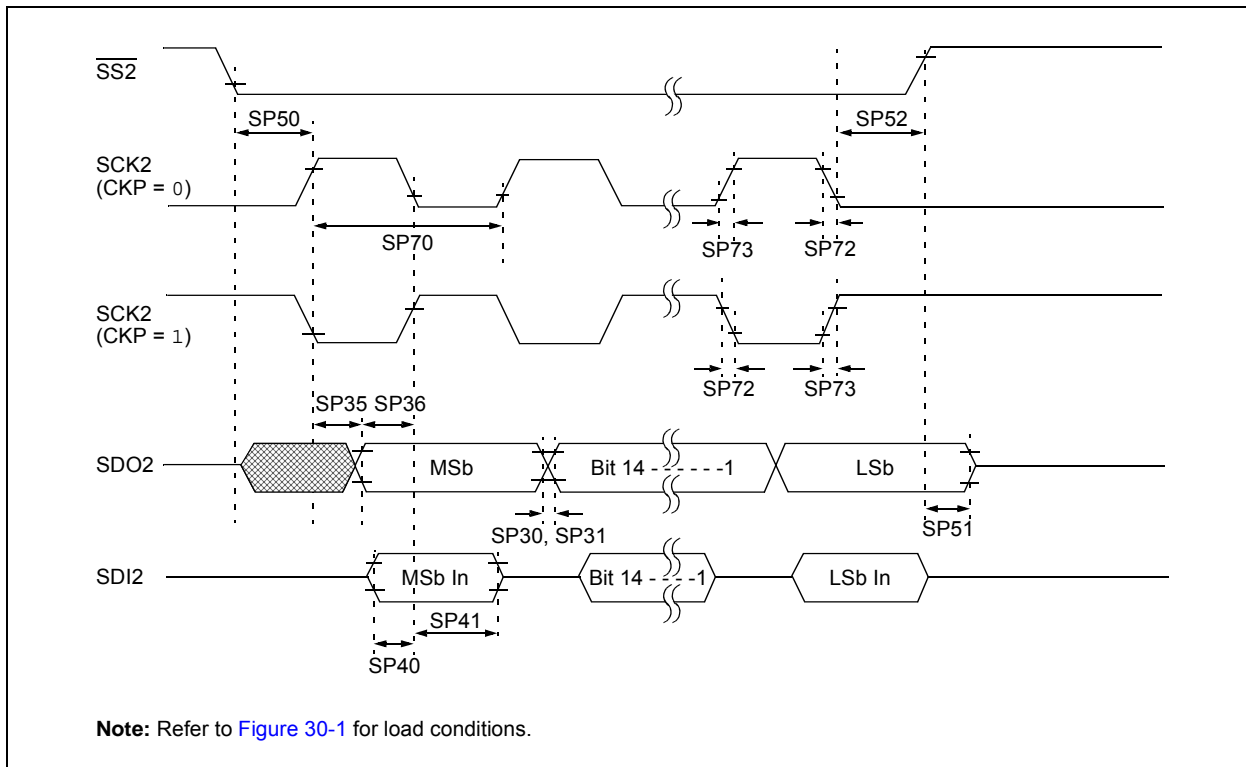 SS2
SP50
SP52
SCK2
(CKP = 0)
SP70
SP73
SP72
SCK2
(CKP = 1)
SP72
SP73
SP35 SP36
SDO2
MSb
Bit 14 - - - - - - -1
LSb
SP30, SP31
SP51
SDI2
MSb In
Bit 14 - - - - -1
LSb In
SP41
SP40
Note: Refer to Figure 30-1 for load conditions.